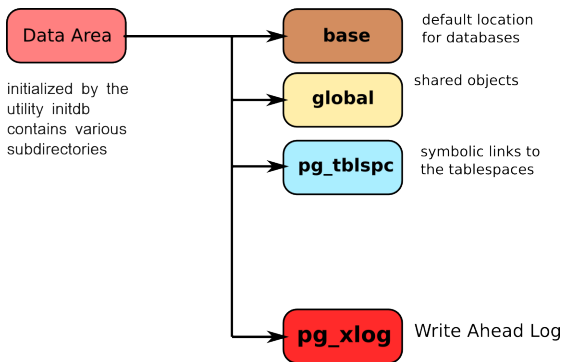 Data Area
initialized by the
utility initdb
contains various
subdirectories
base
default location
for databases
global
shared objects
pg_tblspc
symbolic links to
the tablespaces
pg_xlog
Write Ahead Log